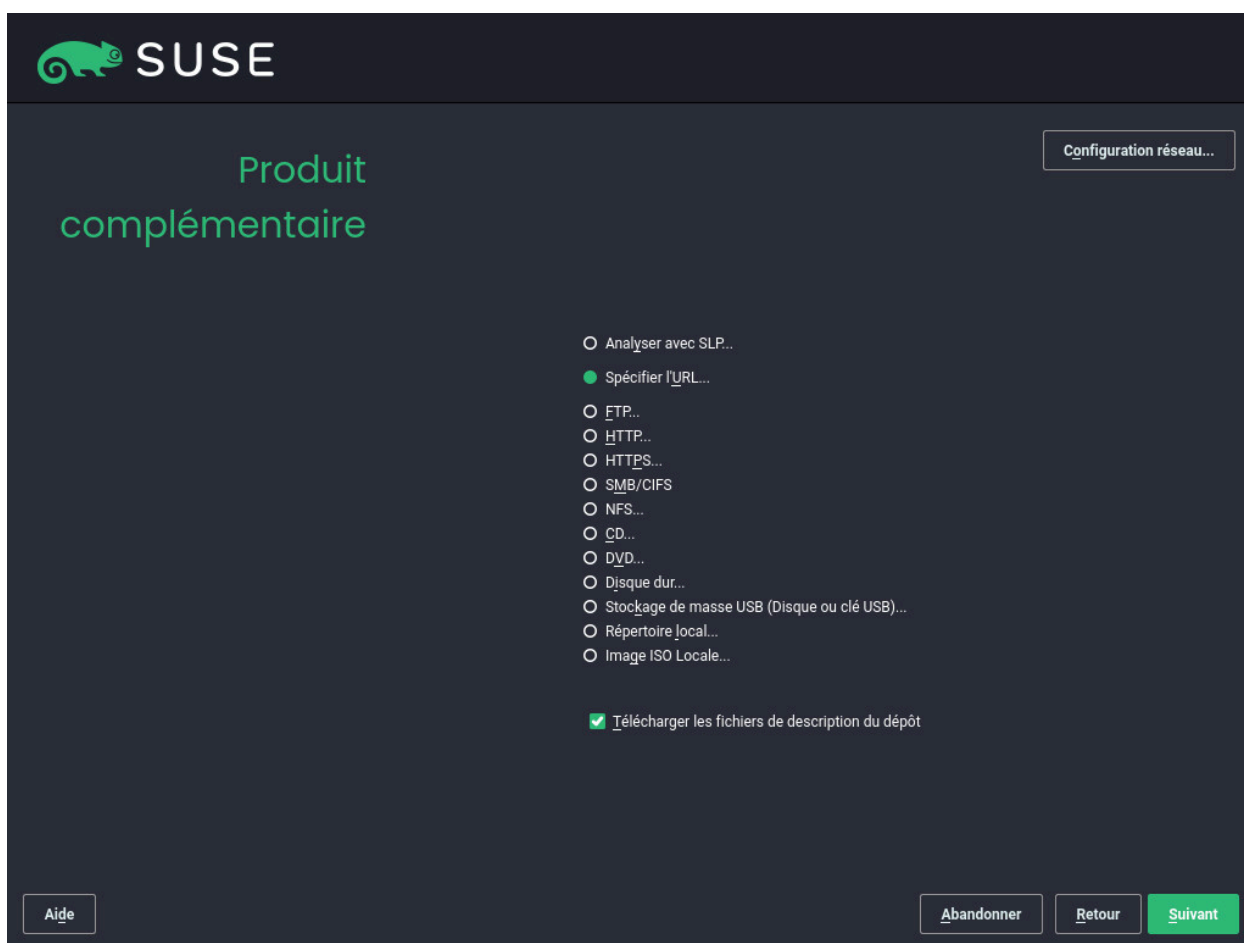 SUSE
Configuration réseau...
Produit
complémentaire
Analyser avec SLP...
Spécifier l'URL...
FTP...
HTTP...
HTTPS...
SMB/CIFS
NFS...
CD...
DVD...
Disque dur...
Stockage de masse USB (Disque ou clé USB)...
Répertoire local...
Image ISO Locale...
Télécharger les fichiers de description du dépôt
Aide
Abandonner
Retour
Suivant